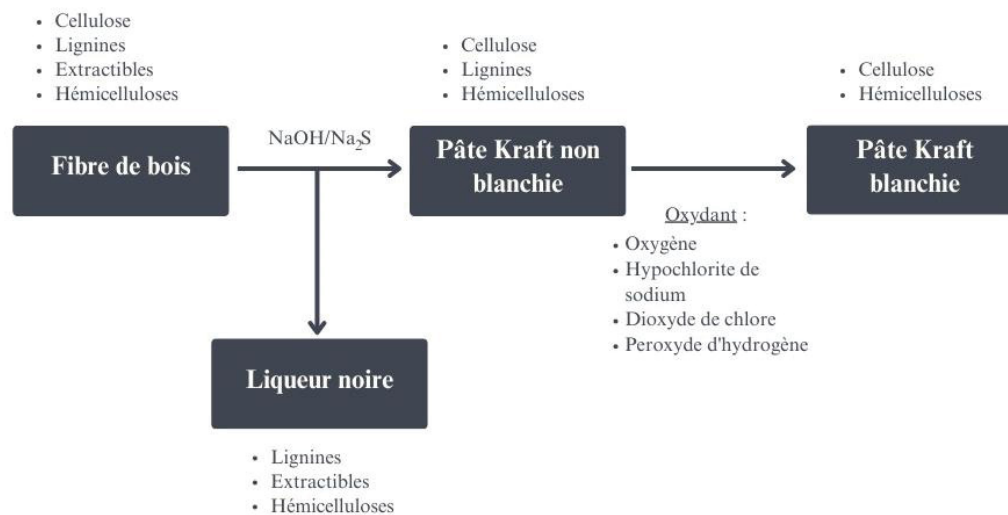 • Cellulose
• Lignines
• Extractibles
• Hémicelluloses
Fibre de bois
NaOH/Na₂S
• Cellulose
• Lignines
• Hémicelluloses
Pâte Kraft non
blanchie
Oxydant :
• Oxygène
• Hypochlorite de
sodium
• Dioxyde de chlore
• Peroxyde d'hydrogène
• Cellulose
• Hémicelluloses
Pâte Kraft
blanchie
Liqueur noire
• Lignines
• Extractibles
• Hémicelluloses